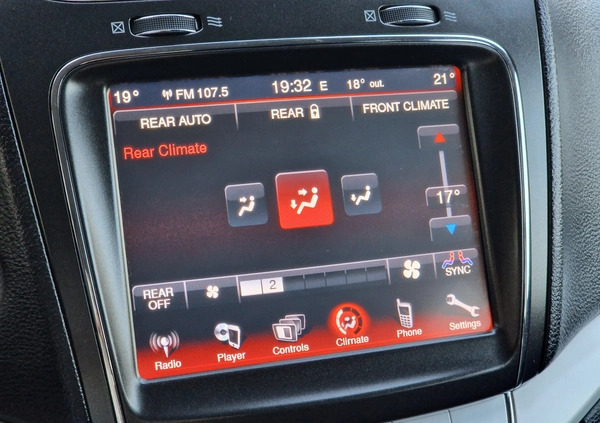 19° FM 107.5 19:32 E 18° out. 21°
REAR AUTO REAR FRONT CLIMATE
Rear Climate
17°
SYNC
REAR OFF
2
Radio Player Controls Climate Phone Settings